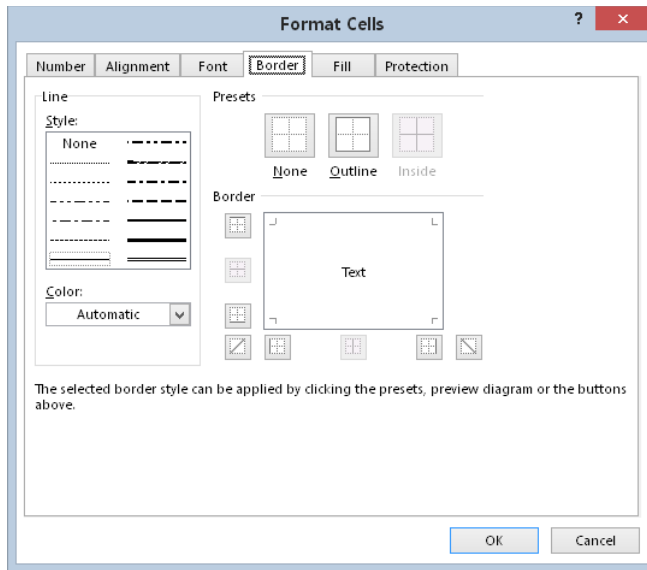 Format Cells
?
×
Number Alignment Font Border Fill Protection
Line
Style:
None
Color:
Automatic
Presets
None Outline Inside
Border
Text
The selected border style can be applied by clicking the presets, preview diagram or the buttons
above.
OK Cancel